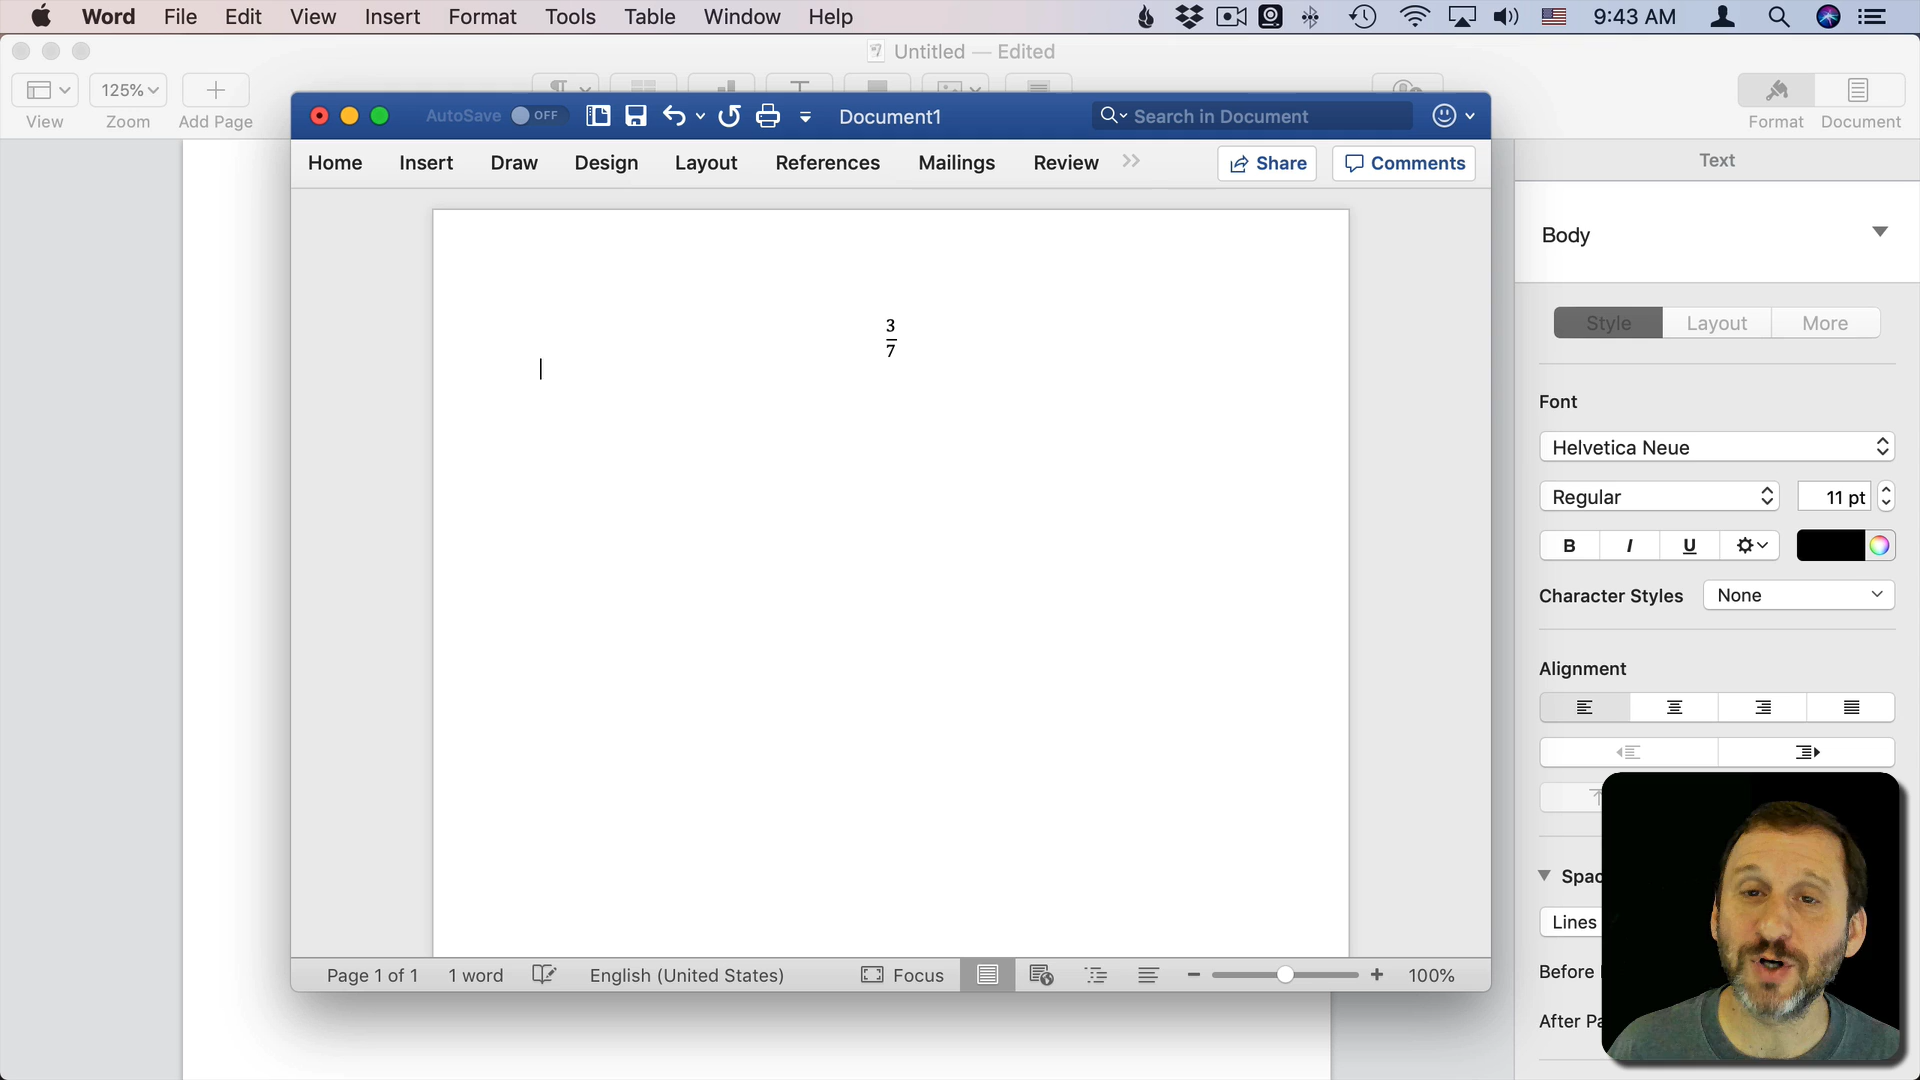 Word File Edit View Insert Format Tools Table Window Help 9:43 AM
Untitled — Edited
125%
View Zoom Add Page Format Document
AutoSave OFF Document1 Search in Document
Home Insert Draw Design Layout References Mailings Review Share Comments
Text
Body
3
7
Style Layout More
Font
Helvetica Neue
Regular 11 pt
B I U
Character Styles None
Alignment
Spac
Lines
Before
After Pa
Page 1 of 1 1 word English (United States) Focus 100%